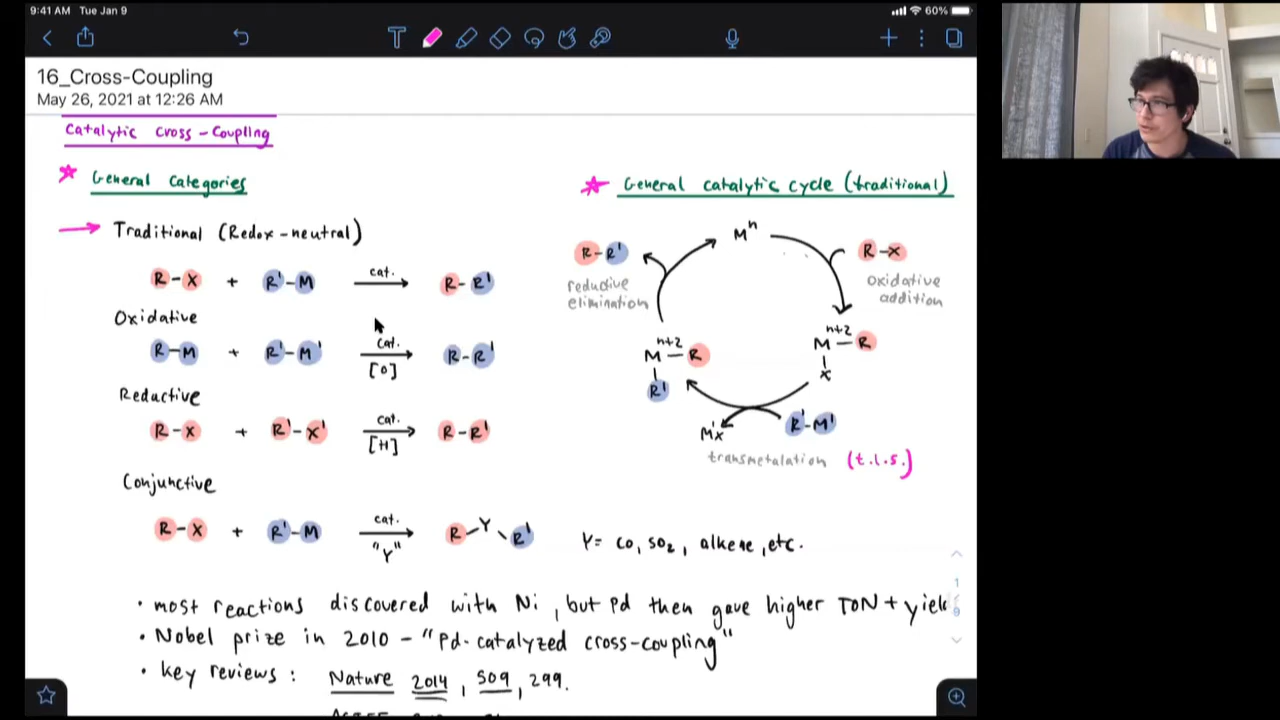 9:41 AM Tue Jan 9
60%
16_Cross-Coupling
May 26, 2021 at 12:26 AM
Catalytic Cross-Coupling
General Categories
Traditional (Redox-neutral)
R-X + R'-M cat. R-R'
Oxidative
R-M + R'-M' cat. [O] R-R'
Reductive
R-X + R'-X' cat. [H] R-R'
Conjunctive
R-X + R'-M cat. "Y" R-Y-R'
Y= CO, SO2, alkene, etc.
General catalytic cycle (traditional)
M^n
R-R'
R-X
reductive elimination
oxidative addition
n+2
M-R
R'
n+2
M-R
X
M'X
R'-M'
transmetalation (t.l.s.)
• most reactions discovered with Ni, but Pd then gave higher TON + yield
• Nobel prize in 2010 - "Pd-catalyzed cross-coupling"
• key reviews: Nature 2014, 509, 299.
1
9